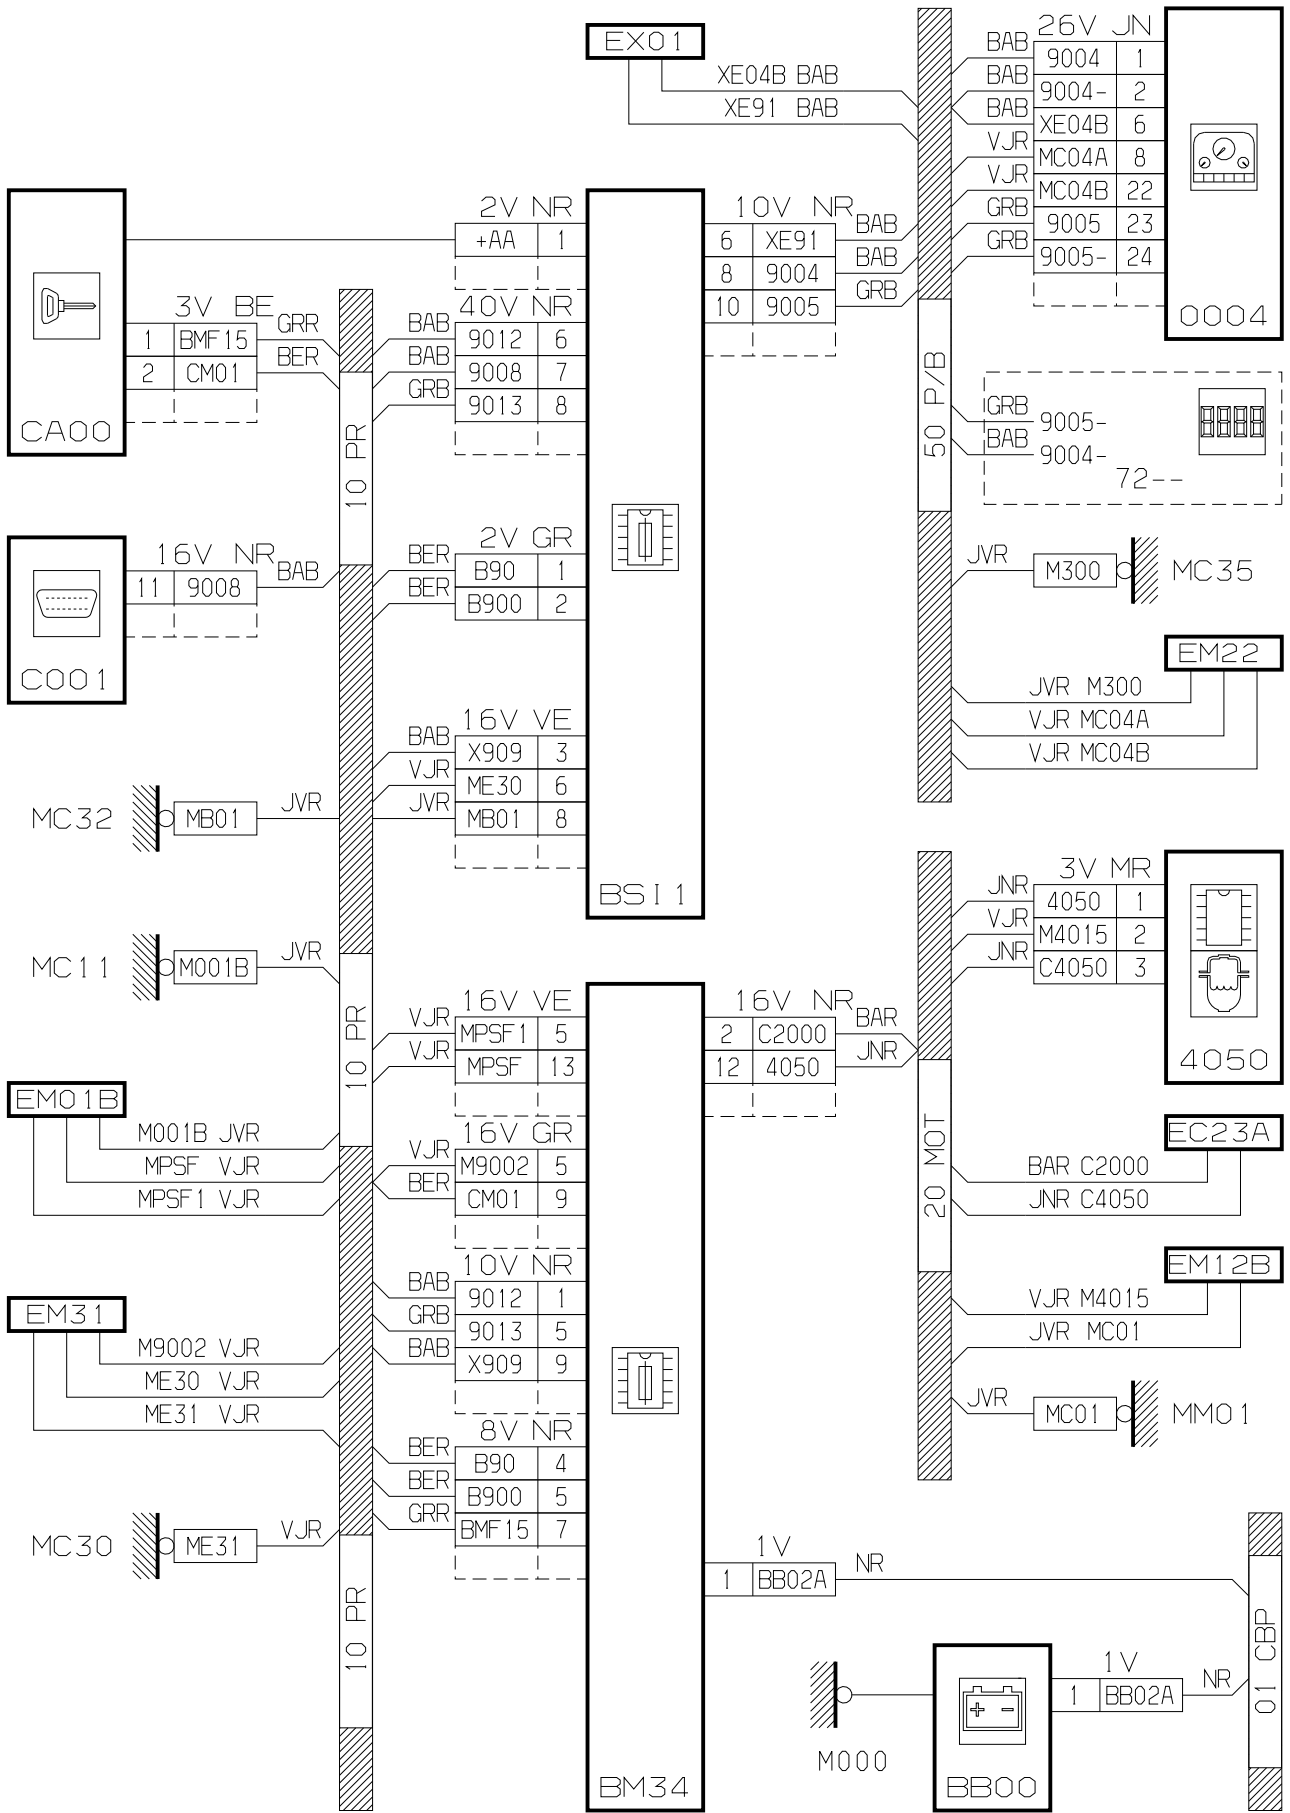 EX01
XE04B BAB
XE91 BAB
26V JN
BAB 9004 1
BAB 9004- 2
BAB XE04B 6
VJR MC04A 8
VJR MC04B 22
GRB 9005 23
GRB 9005- 24
0004
2V NR
+AA 1
10V NR
6 XE91 BAB
8 9004 BAB
10 9005 GRB
3V BE
1 BMF15 GRR
2 CM01 BER
CA00
40V NR
BAB 9012 6
BAB 9008 7
GRB 9013 8
10 PR
50 P/B
GRB 9005-
BAB 9004-
72--
16V NR
11 9008 BAB
C001
2V GR
BER B90 1
BER B900 2
JVR M300 MC35
EM22
JVR M300
VJR MC04A
VJR MC04B
16V VE
BAB X909 3
VJR ME30 6
JVR MB01 8
MC32 MB01 JVR
BSI1
3V MR
JNR 4050 1
VJR M4015 2
JNR C4050 3
4050
MC11 M001B JVR
10 PR
16V VE
VJR MPSF1 5
VJR MPSF 13
16V NR
2 C2000 BAR
12 4050 JNR
EM01B
M001B JVR
MPSF VJR
MPSF1 VJR
16V GR
VJR M9002 5
BER CM01 9
20 MOT
EC23A
BAR C2000
JNR C4050
EM12B
VJR M4015
JVR MC01
JVR MC01 MM01
10V NR
BAB 9012 1
GRB 9013 5
BAB X909 9
EM31
M9002 VJR
ME30 VJR
ME31 VJR
8V NR
BER B90 4
BER B900 5
GRR BMF15 7
MC30 ME31 VJR
10 PR
1V
1 BB02A NR
01 CBP
1V
1 BB02A NR
M000
BB00
BM34